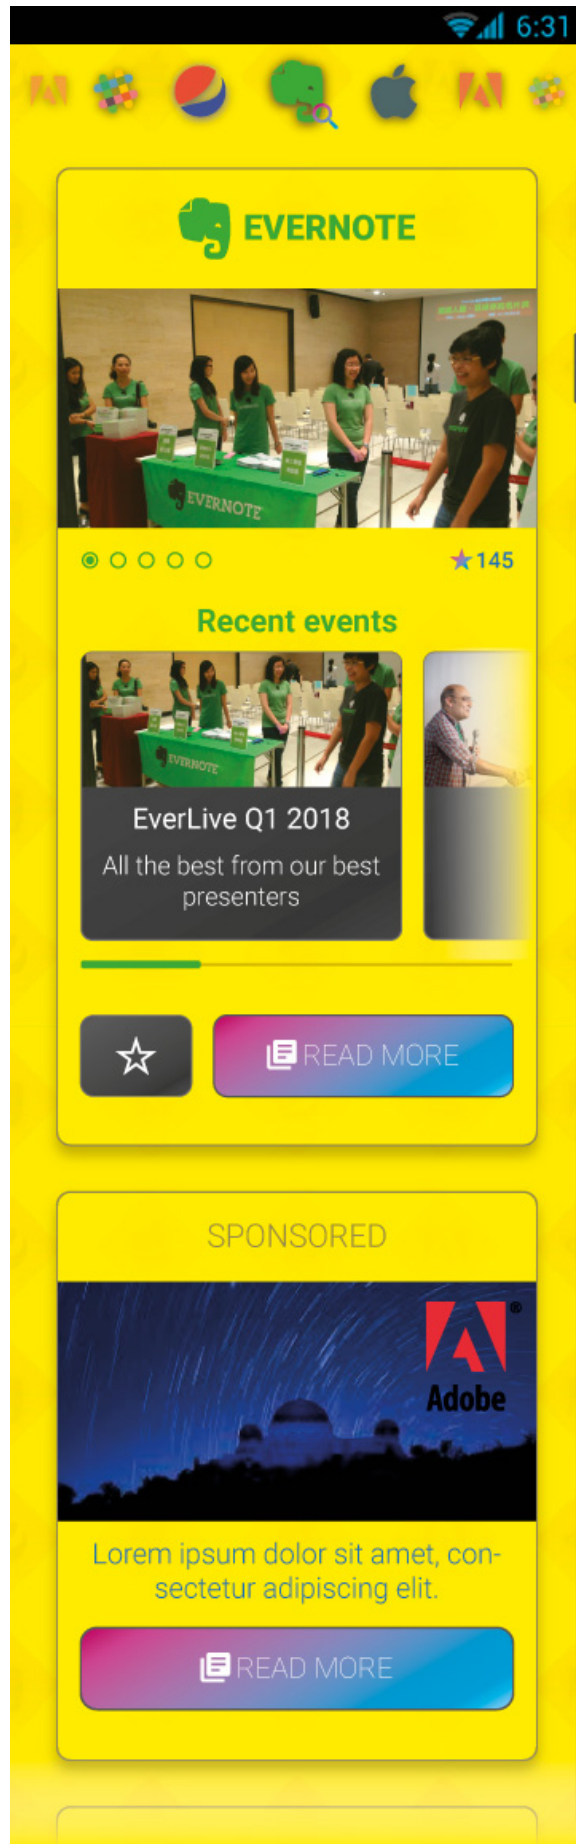 6:31
EVERNOTE
EVERNOTE
★145
Recent events
EVERNOTE
EverLive Q1 2018
All the best from our best
presenters
READ MORE
SPONSORED
®
Adobe
Lorem ipsum dolor sit amet, con-
sectetur adipiscing elit.
READ MORE